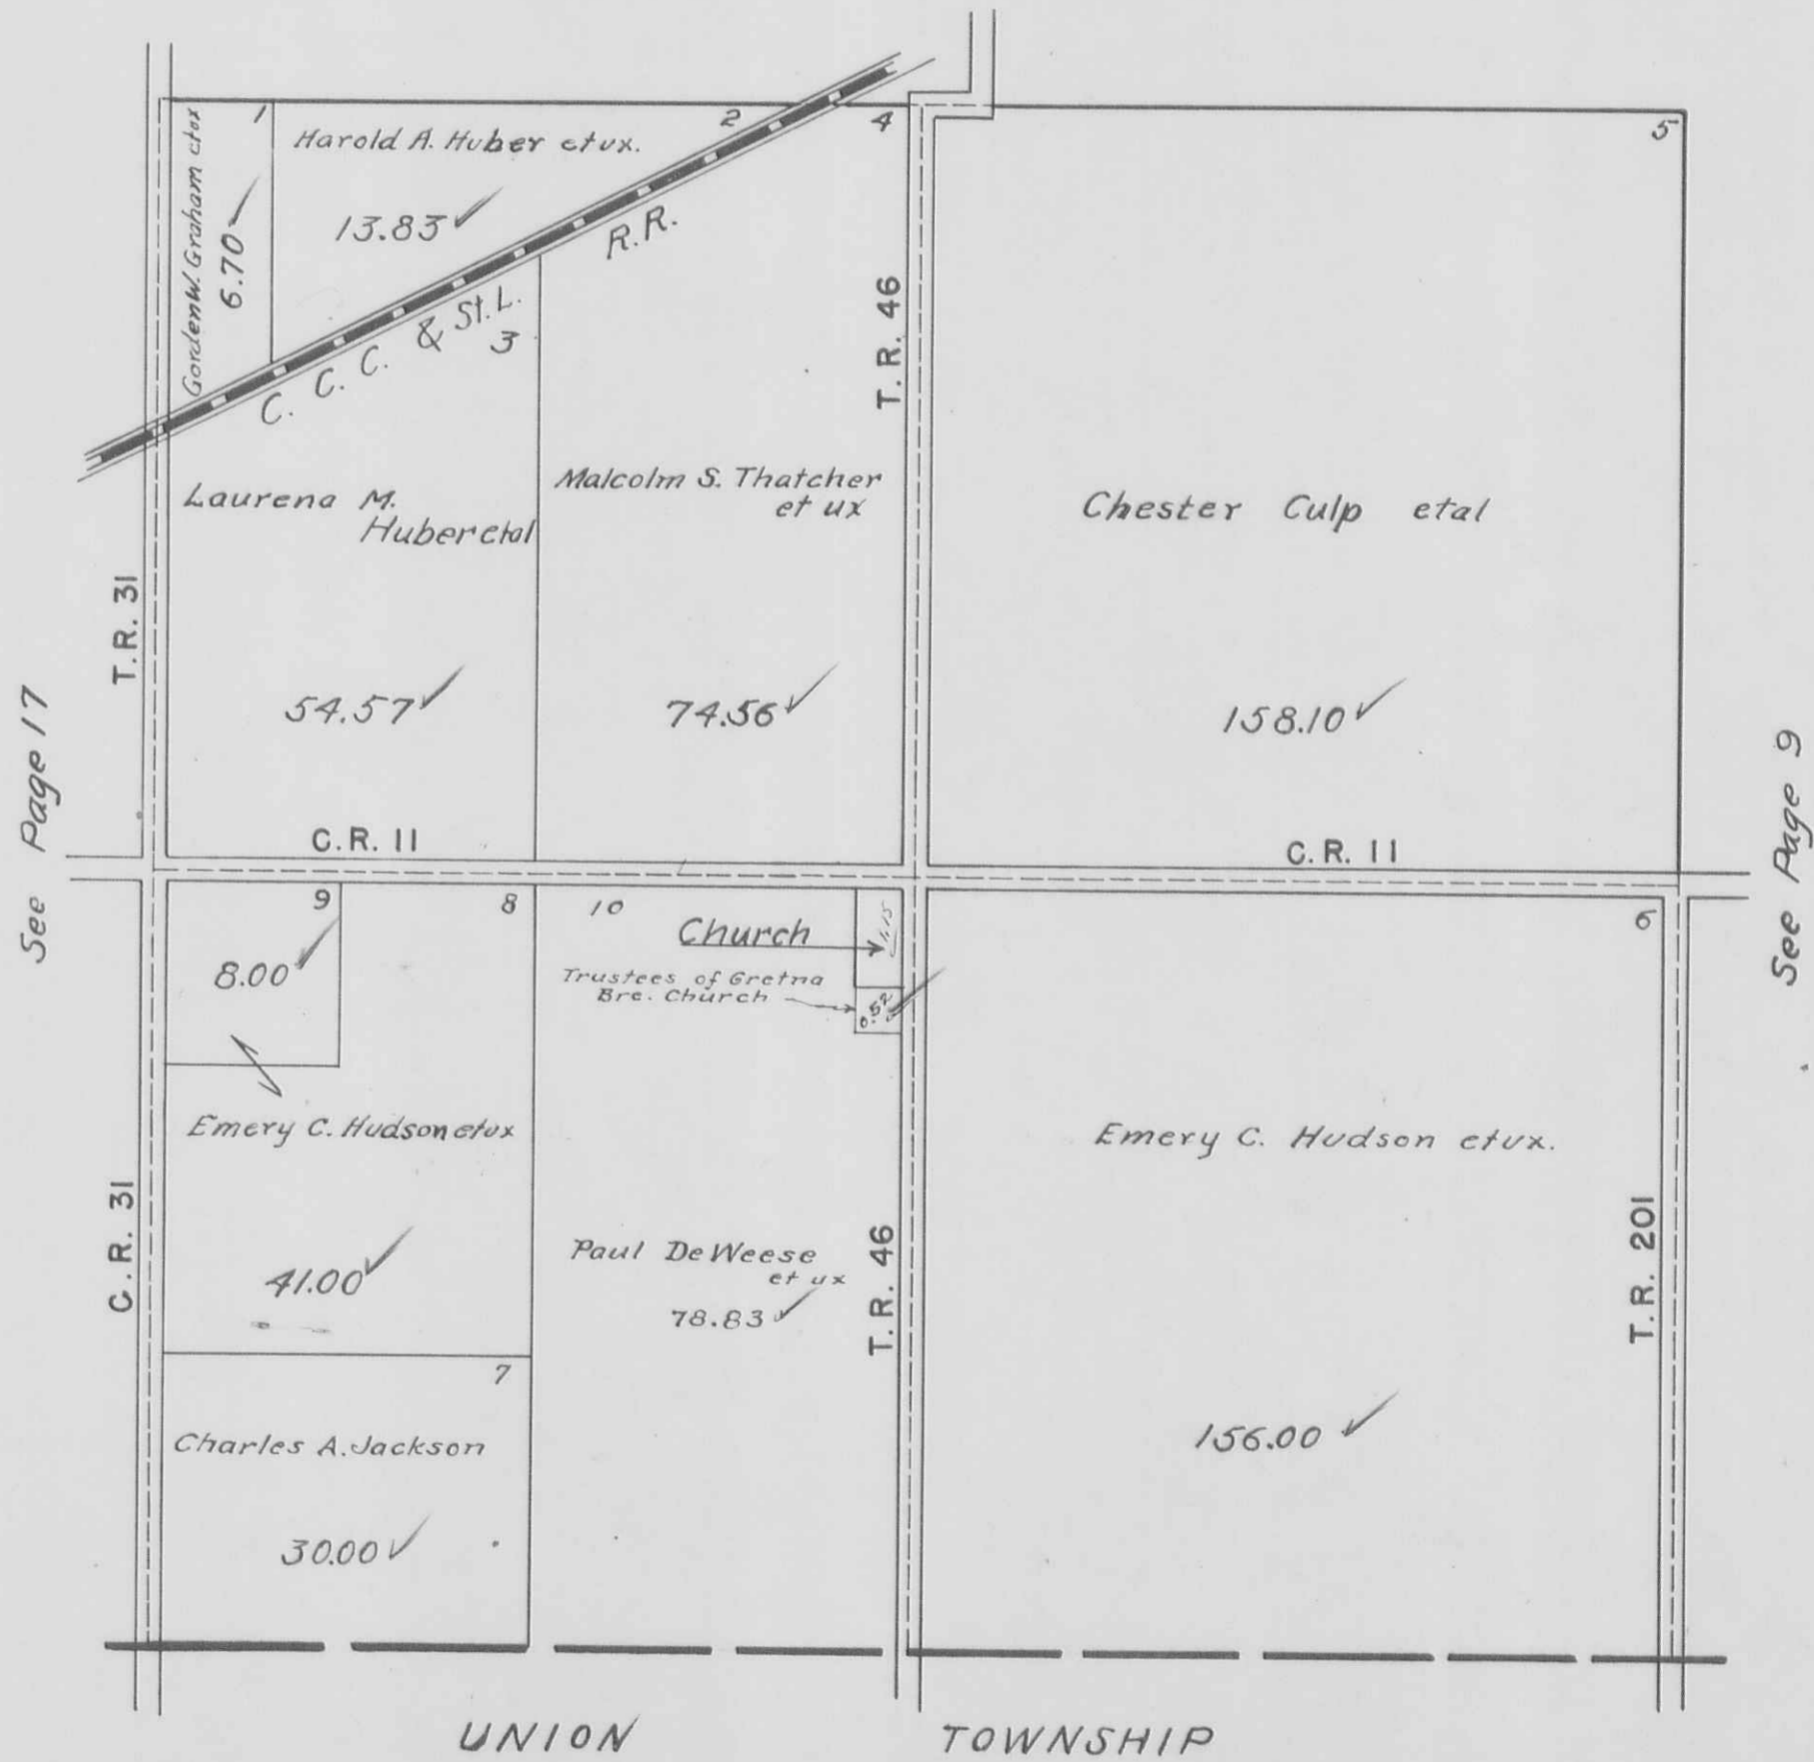 1
Gorden W. Graham etux
6.70
2
Harold A. Huber etux.
13.83
C. C. C. & St. L. R.R.
3
Laurena M.
Huber etal
54.57
4
Malcolm S. Thatcher
et ux
74.56
T.R. 46
5
Chester Culp etal
158.10
T.R. 31
C.R. 11
C.R. 11
See Page 17
See Page 9
9
8.00
8
Emery C. Hudson etux
41.00
10
Church
1.15
Trustees of Gretna
Bre. Church
0.52
Paul DeWeese
et ux
78.83
C.R. 31
T.R. 46
6
Emery C. Hudson etux.
156.00
T.R. 201
7
Charles A. Jackson
30.00
UNION TOWNSHIP